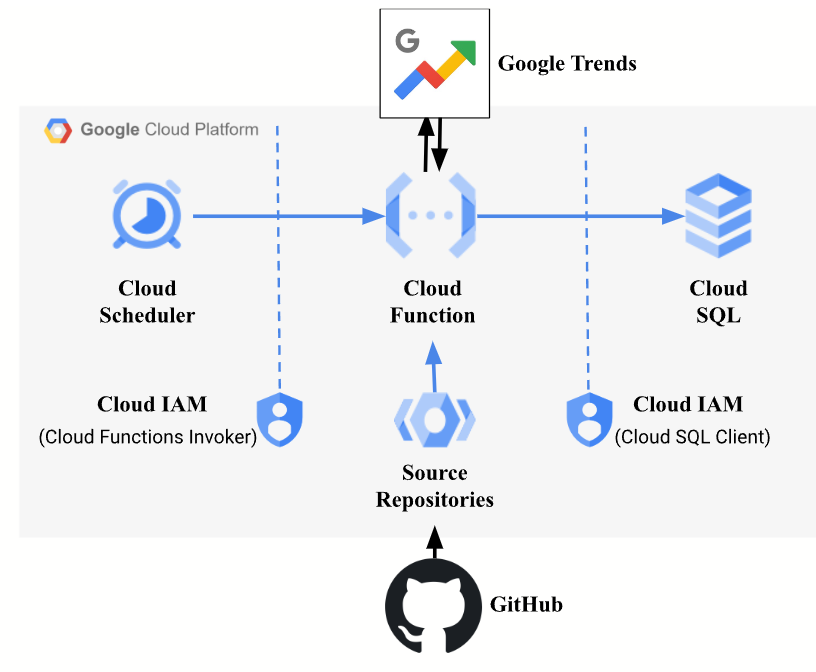 Google Trends
Google Cloud Platform
Cloud
Scheduler
Cloud
Function
Cloud
SQL
Cloud IAM
(Cloud Functions Invoker)
Cloud IAM
(Cloud SQL Client)
Source
Repositories
GitHub